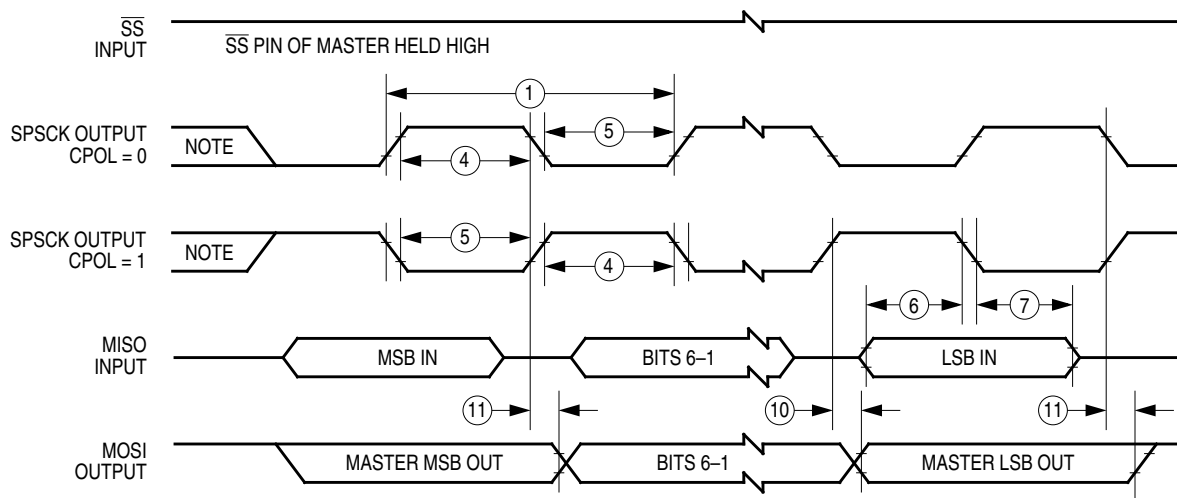 SS
INPUT
SS PIN OF MASTER HELD HIGH
1
SPSCK OUTPUT
CPOL = 0
NOTE
5
4
SPSCK OUTPUT
CPOL = 1
NOTE
5
4
6
7
MISO
INPUT
MSB IN
BITS 6–1
LSB IN
11
10
11
MOSI
OUTPUT
MASTER MSB OUT
BITS 6–1
MASTER LSB OUT